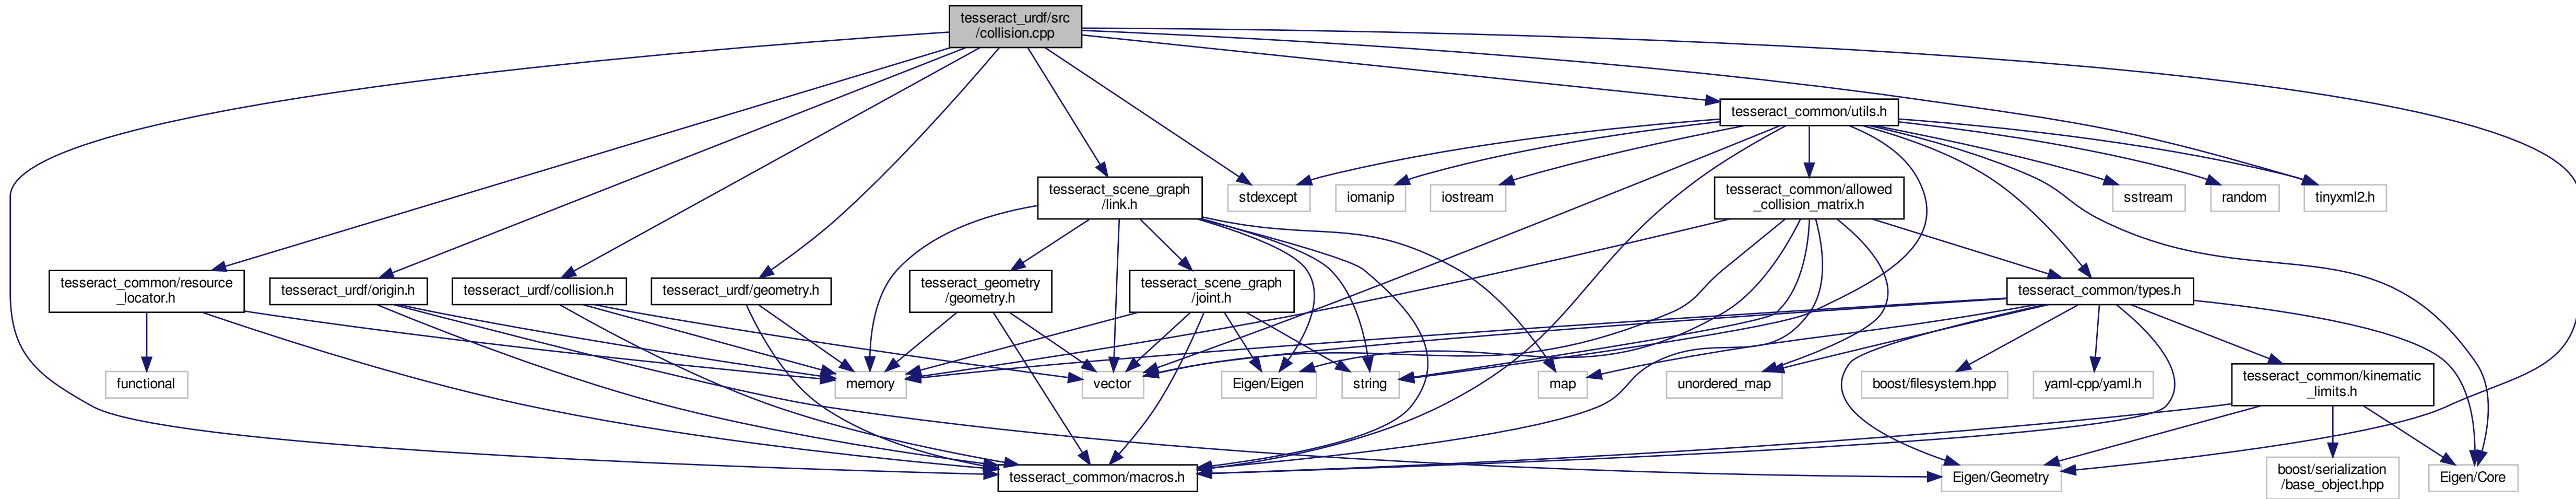 tesseract_urdf/src
/collision.cpp
tesseract_common/utils.h
tesseract_scene_graph
/link.h
stdexcept
iomanip
iostream
tesseract_common/allowed
_collision_matrix.h
sstream
random
tinyxml2.h
tesseract_common/resource
_locator.h
tesseract_urdf/origin.h
tesseract_urdf/collision.h
tesseract_urdf/geometry.h
tesseract_geometry
/geometry.h
tesseract_scene_graph
/joint.h
tesseract_common/types.h
functional
memory
vector
Eigen/Eigen
string
map
unordered_map
boost/filesystem.hpp
yaml-cpp/yaml.h
tesseract_common/kinematic
_limits.h
tesseract_common/macros.h
Eigen/Geometry
boost/serialization
/base_object.hpp
Eigen/Core